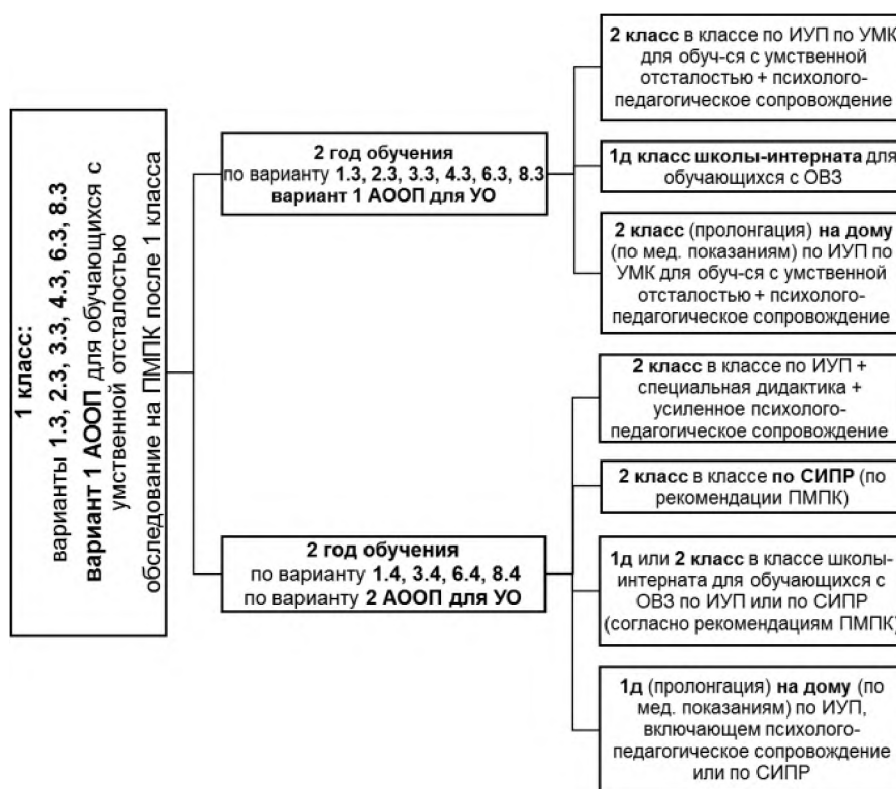 1 класс:
варианты 1.3, 2.3, 3.3, 4.3, 6.3, 8.3
вариант 1 АООП для обучающихся с
умственной отсталостью
обследование на ПМПК после 1 класса
2 год обучения
по варианту 1.3, 2.3, 3.3, 4.3, 6.3, 8.3
вариант 1 АООП для УО
2 класс в классе по ИУП по УМК
для обуч-ся с умственной
отсталостью + психолого-
педагогическое сопровождение
1д класс школы-интерната для
обучающихся с ОВЗ
2 класс (пролонгация) на дому
(по мед. показаниям) по ИУП по
УМК для обуч-ся с умственной
отсталостью + психолого-
педагогическое сопровождение
2 год обучения
по варианту 1.4, 3.4, 6.4, 8.4
по варианту 2 АООП для УО
2 класс в классе по ИУП +
специальная дидактика +
усиленное психолого-
педагогическое сопровождение
2 класс в классе по СИПР (по
рекомендации ПМПК)
1д или 2 класс в классе школы-
интерната для обучающихся с
ОВЗ по ИУП или по СИПР
(согласно рекомендациям ПМПК)
1д (пролонгация) на дому (по
мед. показаниям) по ИУП,
включающем психолого-
педагогическое сопровождение
или по СИПР